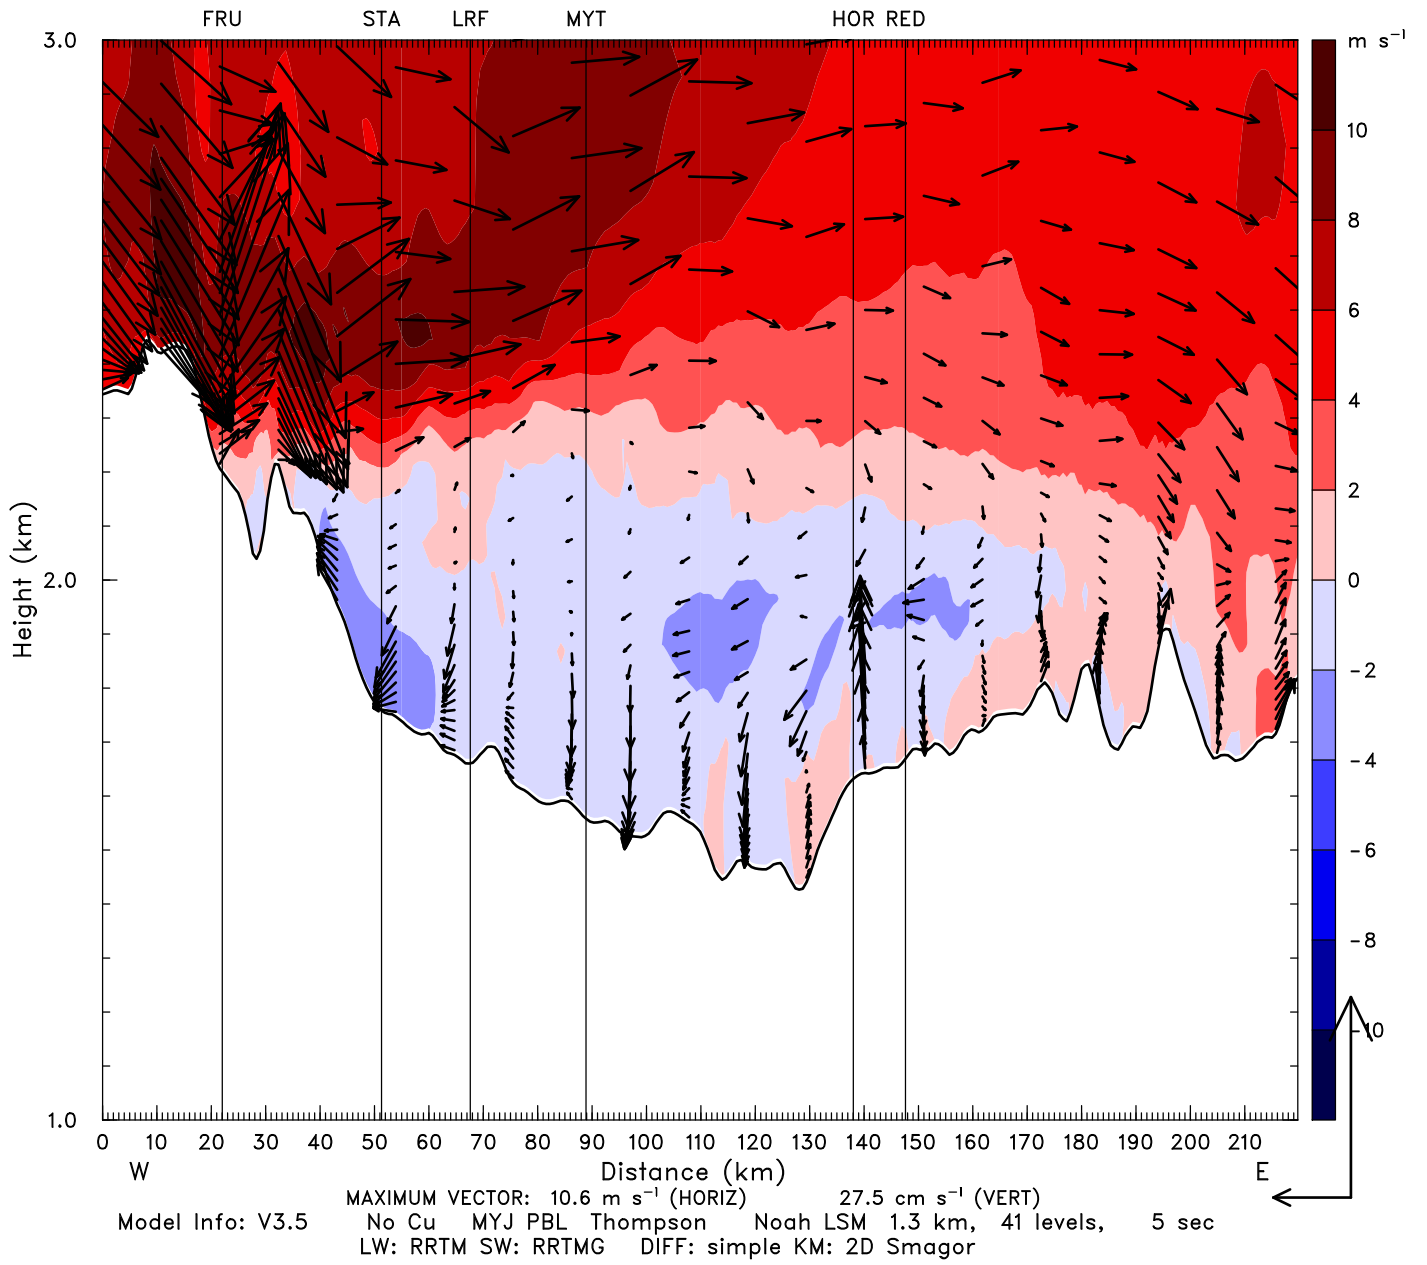 FRU STA LRF MYT HOR RED
3.0
m s⁻¹
10
8
6
4
2
Height (km)
2.0
0
-2
-4
-6
-8
-10
1.0
0 10 20 30 40 50 60 70 80 90 100 110 120 130 140 150 160 170 180 190 200 210
W Distance (km) E
MAXIMUM VECTOR: 10.6 m s⁻¹ (HORIZ) 27.5 cm s⁻¹ (VERT)
Model Info: V3.5 No Cu MYJ PBL Thompson Noah LSM 1.3 km, 41 levels, 5 sec
LW: RRTM SW: RRTMG DIFF: simple KM: 2D Smagor